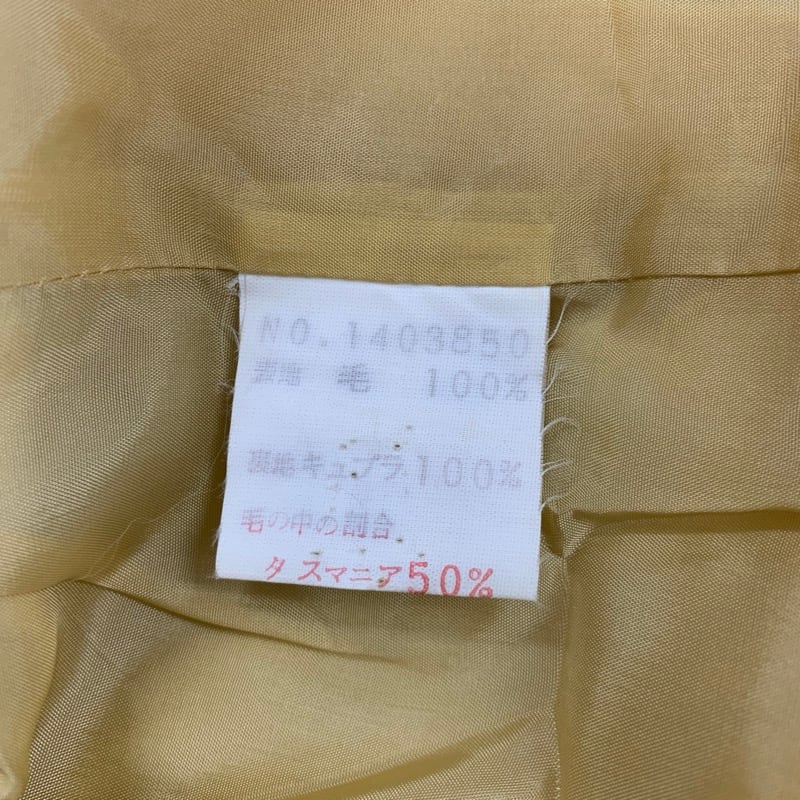 NO.1403850
表地 毛 100%
裏地キュプラ100%
毛の中の割合
タスマニア50%